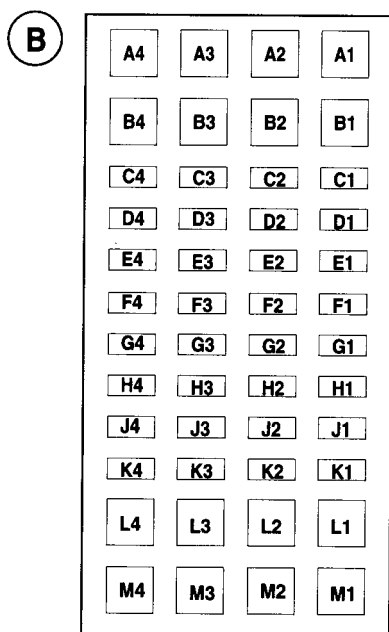 B
A4 A3 A2 A1
B4 B3 B2 B1
C4 C3 C2 C1
D4 D3 D2 D1
E4 E3 E2 E1
F4 F3 F2 F1
G4 G3 G2 G1
H4 H3 H2 H1
J4 J3 J2 J1
K4 K3 K2 K1
L4 L3 L2 L1
M4 M3 M2 M1